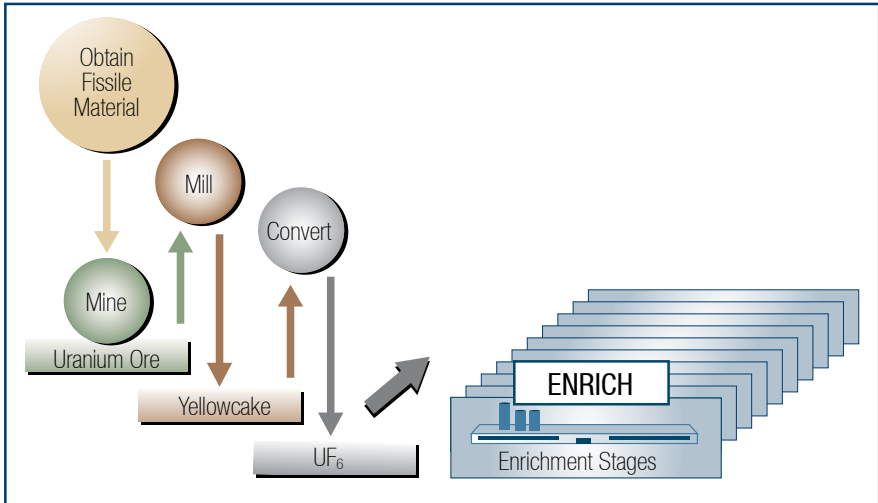 Obtain
Fissile
Material
Mill
Convert
Mine
Uranium Ore
ENRICH
Yellowcake
UF₆
Enrichment Stages